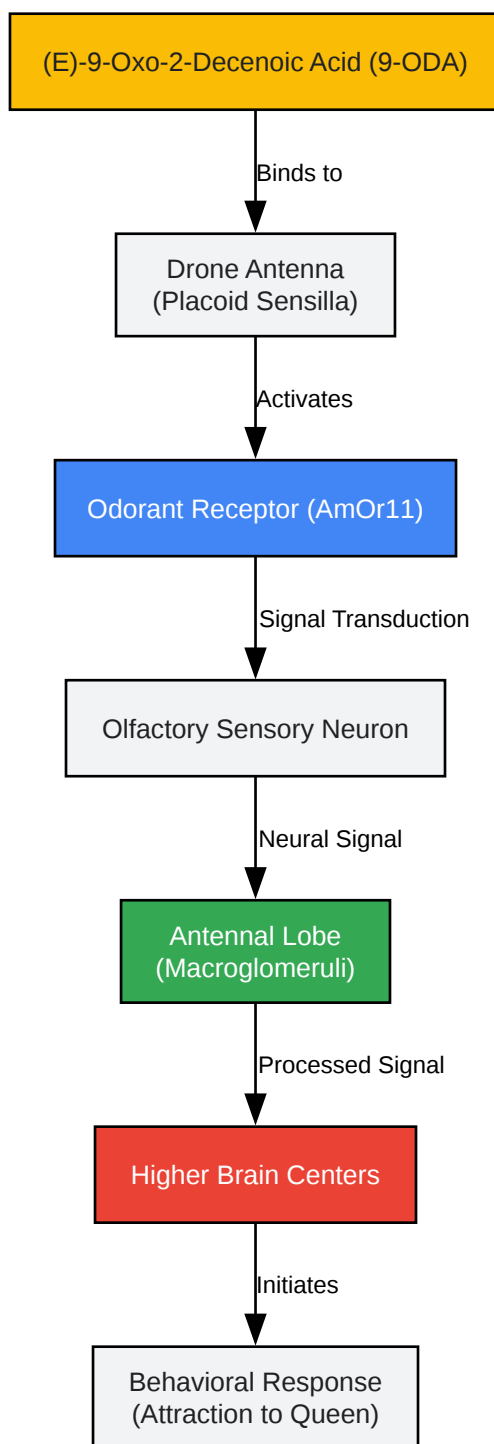 (E)-9-Oxo-2-Decenoic Acid (9-ODA)
Binds to
Drone Antenna
(Placoid Sensilla)
Activates
Odorant Receptor (AmOr11)
Signal Transduction
Olfactory Sensory Neuron
Neural Signal
Antennal Lobe
(Macroglomeruli)
Processed Signal
Higher Brain Centers
Initiates
Behavioral Response
(Attraction to Queen)